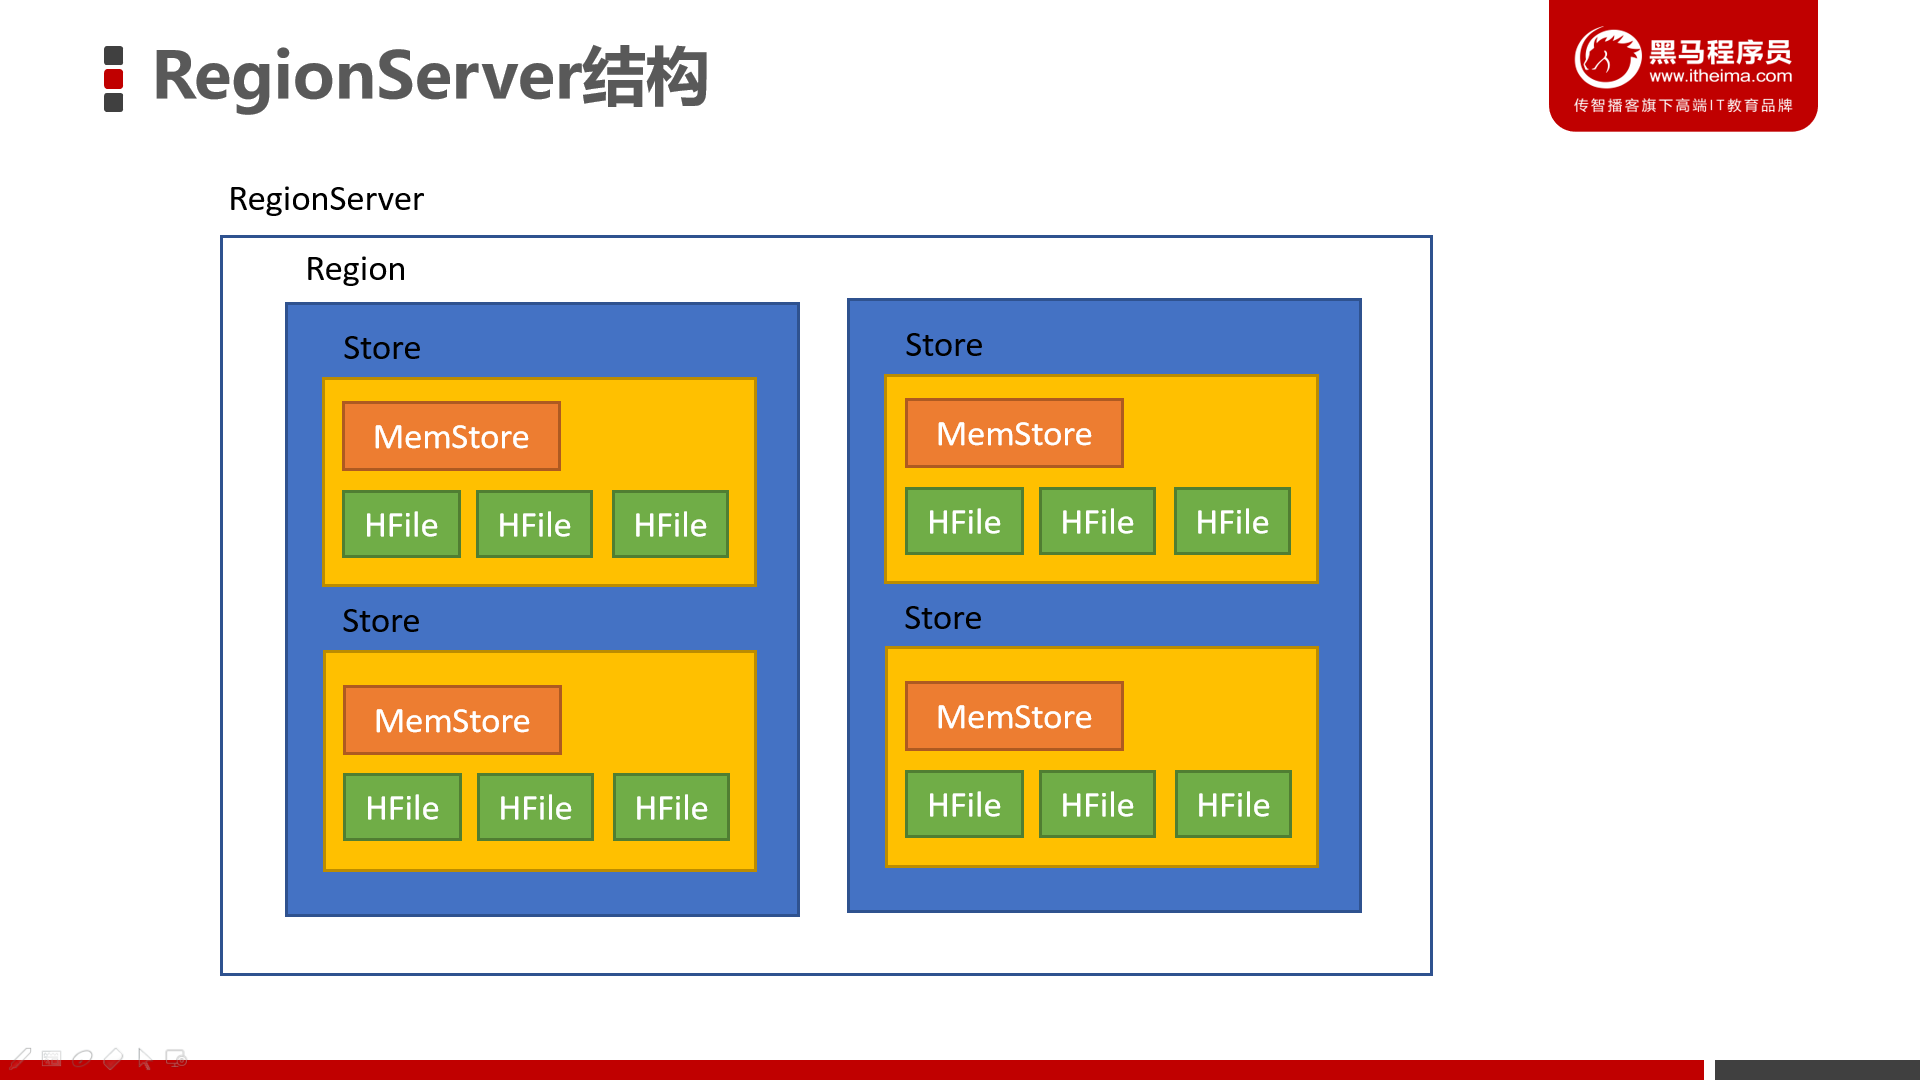 RegionServer结构
黑马程序员
www.itheima.com
传智播客旗下高端IT教育品牌
RegionServer
Region
Store
MemStore
HFile HFile HFile
Store
MemStore
HFile HFile HFile
Store
MemStore
HFile HFile HFile
Store
MemStore
HFile HFile HFile